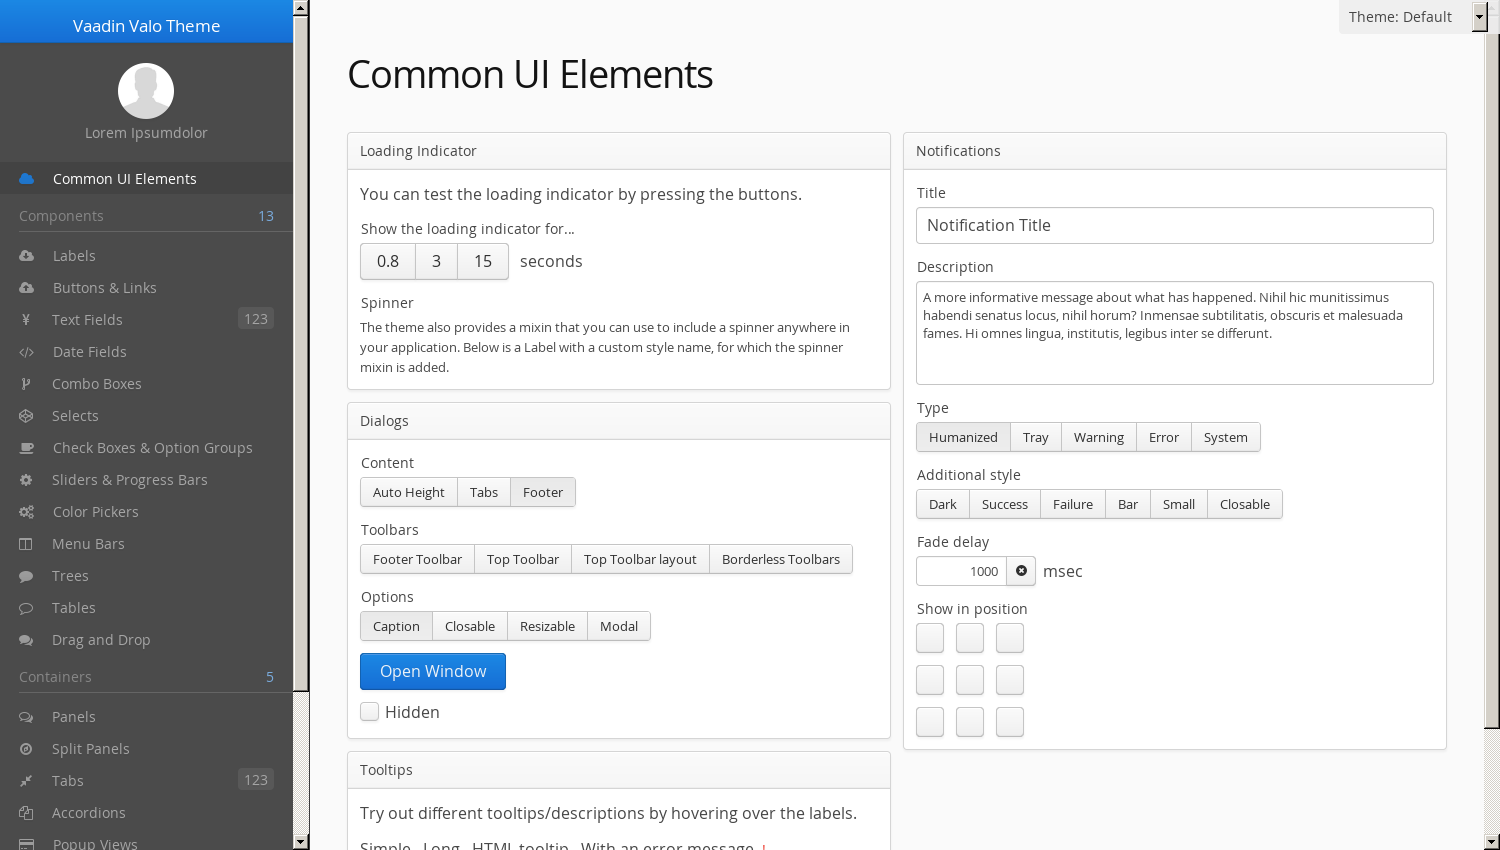 Vaadin Valo Theme
Lorem Ipsumdolor
Common UI Elements
Components 13
Labels
Buttons & Links
Text Fields 123
Date Fields
Combo Boxes
Selects
Check Boxes & Option Groups
Sliders & Progress Bars
Color Pickers
Menu Bars
Trees
Tables
Drag and Drop
Containers 5
Panels
Split Panels
Tabs 123
Accordions
Popup Views
Theme: Default
Common UI Elements
Loading Indicator
You can test the loading indicator by pressing the buttons.
Show the loading indicator for...
0.8 3 15 seconds
Spinner
The theme also provides a mixin that you can use to include a spinner anywhere in
your application. Below is a Label with a custom style name, for which the spinner
mixin is added.
Dialogs
Content
Auto Height Tabs Footer
Toolbars
Footer Toolbar Top Toolbar Top Toolbar layout Borderless Toolbars
Options
Caption Closable Resizable Modal
Open Window
Hidden
Tooltips
Try out different tooltips/descriptions by hovering over the labels.
Simple Long HTML tooltip With an error message !
Notifications
Title
Notification Title
Description
A more informative message about what has happened. Nihil hic munitissimus
habendi senatus locus, nihil horum? Inmensae subtilitatis, obscuris et malesuada
fames. Hi omnes lingua, institutis, legibus inter se differunt.
Type
Humanized Tray Warning Error System
Additional style
Dark Success Failure Bar Small Closable
Fade delay
1000 msec
Show in position